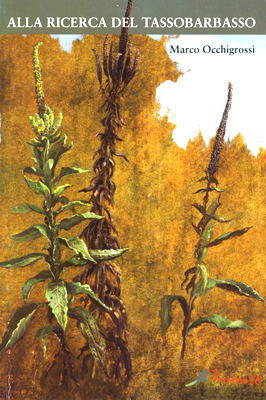 ALLA RICERCA DEL TASSOBARBASSO
Marco Occhigrossi